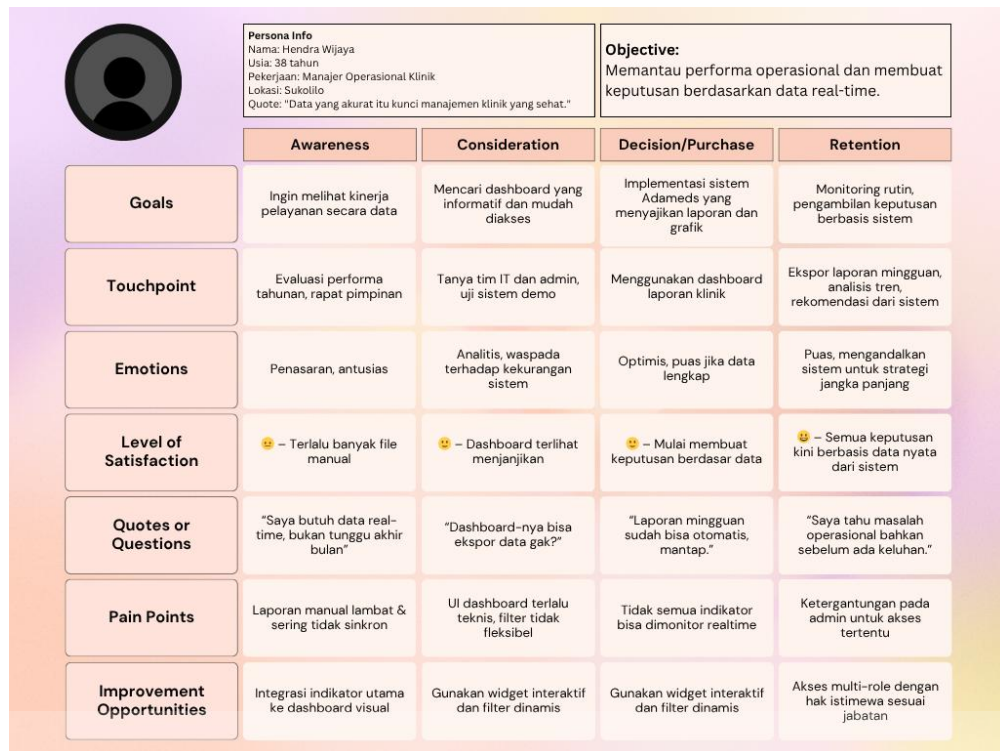 Persona Info
Nama: Hendra Wijaya
Usia: 38 tahun
Pekerjaan: Manajer Operasional Klinik
Lokasi: Sukolilo
Quote: "Data yang akurat itu kunci manajemen klinik yang sehat."
Objective:
Memantau performa operasional dan membuat
keputusan berdasarkan data real-time.
Awareness
Consideration
Decision/Purchase
Retention
Goals
Ingin melihat kinerja
pelayanan secara data
Mencari dashboard yang
informatif dan mudah
diakses
Implementasi sistem
Adameds yang
menyajikan laporan dan
grafik
Monitoring rutin,
pengambilan keputusan
berbasis sistem
Touchpoint
Evaluasi performa
tahunan, rapat pimpinan
Tanya tim IT dan admin,
uji sistem demo
Menggunakan dashboard
laporan klinik
Ekspor laporan mingguan,
analisis tren,
rekomendasi dari sistem
Emotions
Penasaran, antusias
Analitis, waspada
terhadap kekurangan
sistem
Optimis, puas jika data
lengkap
Puas, mengandalkan
sistem untuk strategi
jangka panjang
Level of
Satisfaction
😐 – Terlalu banyak file
manual
🙂 – Dashboard terlihat
menjanjikan
🙂 – Mulai membuat
keputusan berdasar data
😃 – Semua keputusan
kini berbasis data nyata
dari sistem
Quotes or
Questions
“Saya butuh data real-
time, bukan tunggu akhir
bulan”
“Dashboard-nya bisa
ekspor data gak?”
“Laporan mingguan
sudah bisa otomatis,
mantap.”
“Saya tahu masalah
operasional bahkan
sebelum ada keluhan.”
Pain Points
Laporan manual lambat &
sering tidak sinkron
UI dashboard terlalu
teknis, filter tidak
fleksibel
Tidak semua indikator
bisa dimonitor realtime
Ketergantungan pada
admin untuk akses
tertentu
Improvement
Opportunities
Integrasi indikator utama
ke dashboard visual
Gunakan widget interaktif
dan filter dinamis
Gunakan widget interaktif
dan filter dinamis
Akses multi-role dengan
hak istimewa sesuai
jabatan